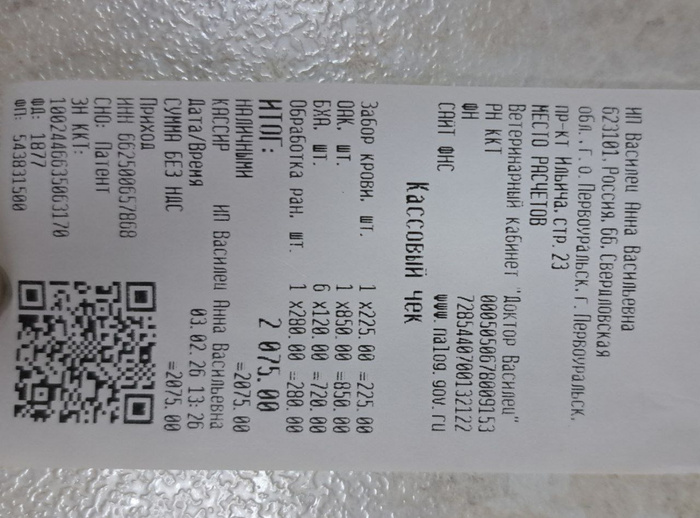 ИП Василец Анна Васильевна
623101. Россия. 66. Свердловская
обл., г. о. Первоуральск. г. Первоуральск.
пр-кт Ильича. стр. 23
МЕСТО РАСЧЕТОВ
Ветеринарный кабинет "Доктор Василец"
РН ККТ 0005050678009153
ФН 7285440700132122
САЙТ ФНС www.nalog.gov.ru
Кассовый чек
Забор крови. шт. 1 x225.00 =225.00
ОАК. шт. 1 x850.00 =850.00
БХА. шт. 6 x120.00 =720.00
Обработка ран. шт. 1 x280.00 =280.00
ИТОГ: 2 075.00
НАЛИЧНЫМИ =2075.00
КАССИР ИП Василец Анна Васильевна
Дата/Время 03.02.26 13:26
СУММА БЕЗ НДС =2075.00
Приход
ИНН 662500657868
СНО: Патент
ЗН ККТ:
1002446635063170
ФД: 1877
ФП: 543831500